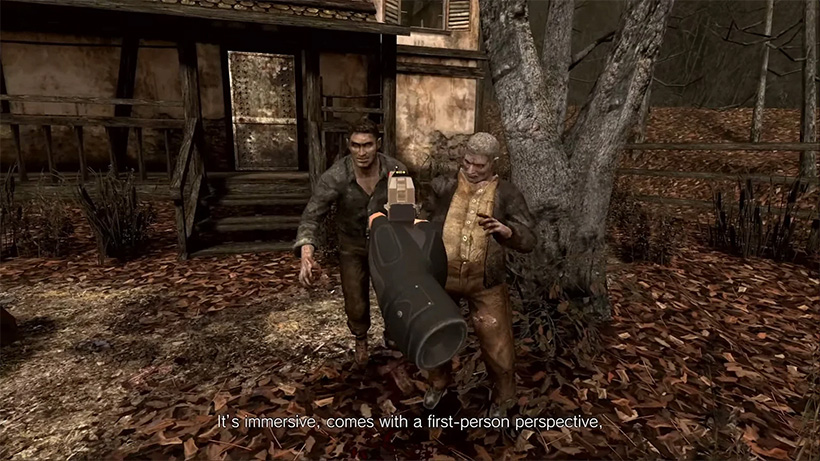 It's immersive, comes with a first-person perspective,